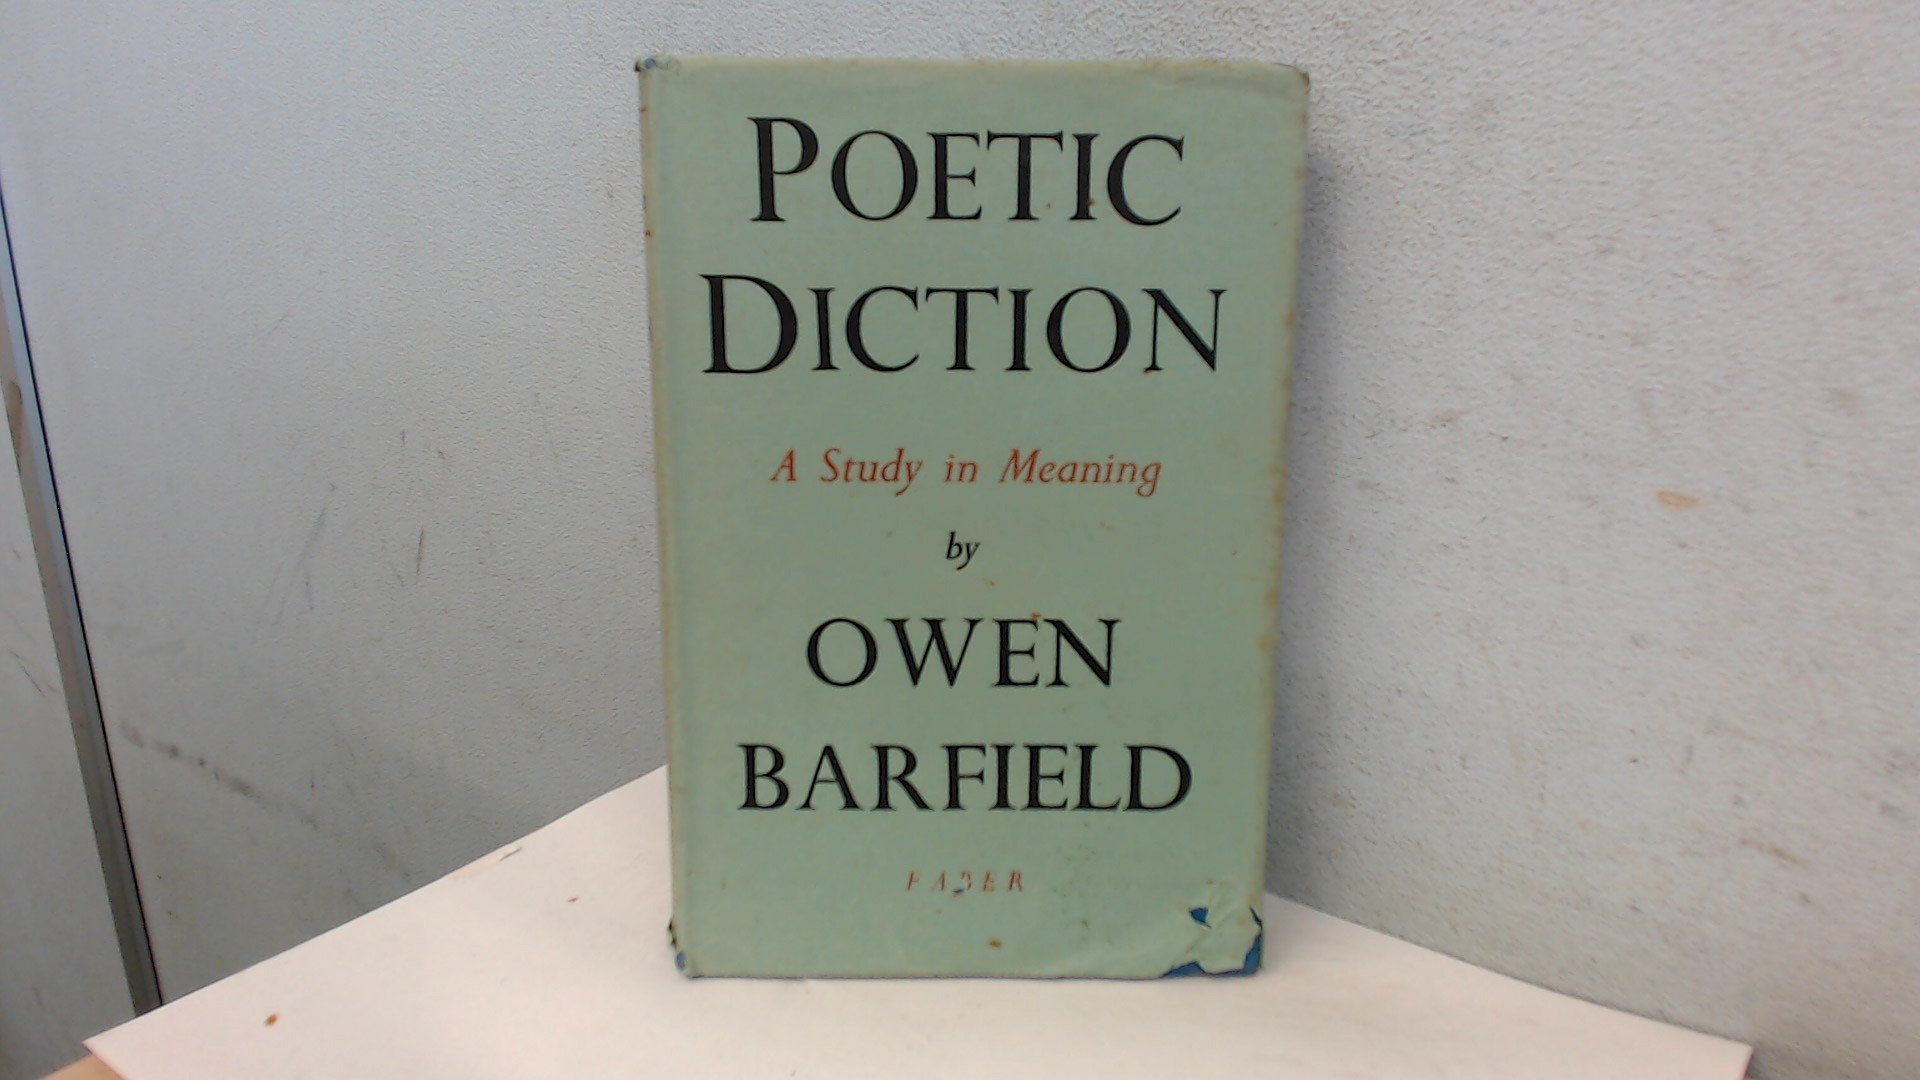 POETIC
DICTION
A Study in Meaning
by
OWEN
BARFIELD
FABER